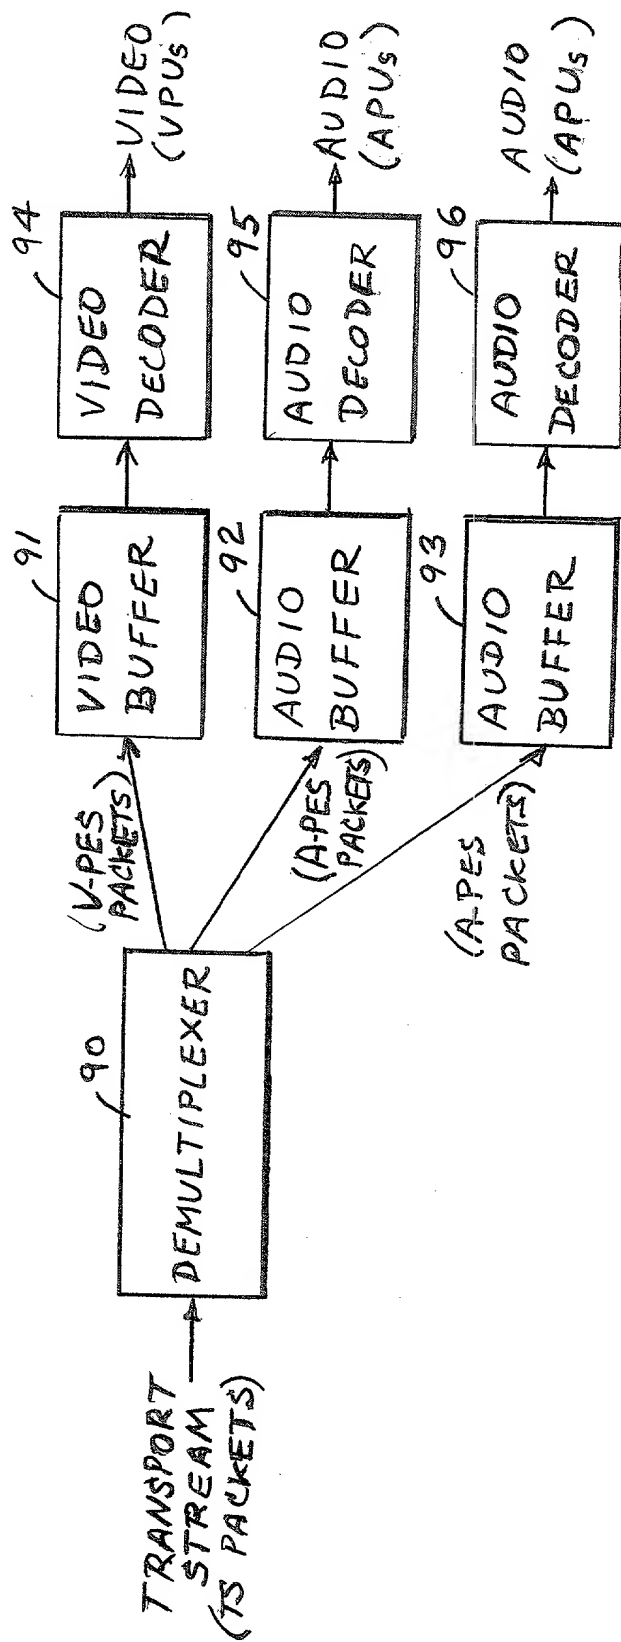 TRANSPORT
STREAM
(TS PACKETS)
90
DEMULTIPLEXER
(V-PES
PACKETS)
91
VIDEO
BUFFER
94
VIDEO
DECODER
VIDEO
(VPUs)
(A-PES
PACKETS)
92
AUDIO
BUFFER
95
AUDIO
DECODER
AUDIO
(APUs)
(A-PES
PACKETS)
93
AUDIO
BUFFER
96
AUDIO
DECODER
AUDIO
(APUs)